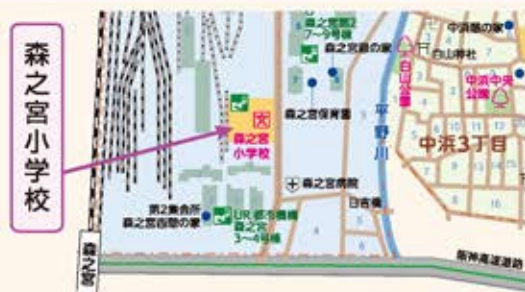 森之宮小学校
森之宮第2
7～9号棟
森之宮憩の家
森之宮保育園
森之宮
小学校
森之宮病院
日吉橋
第2集会所
森之宮西憩の家
UR都市機構
森之宮
3～4号棟
森之宮
平野川
白山公園
白山神社
中浜憩の家
中浜中央
公園
中浜3丁目
阪神高速道路